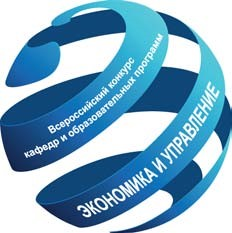 Всероссийский конкурс
кафедр и образовательных программ
ЭКОНОМИКА И УПРАВЛЕНИЕ